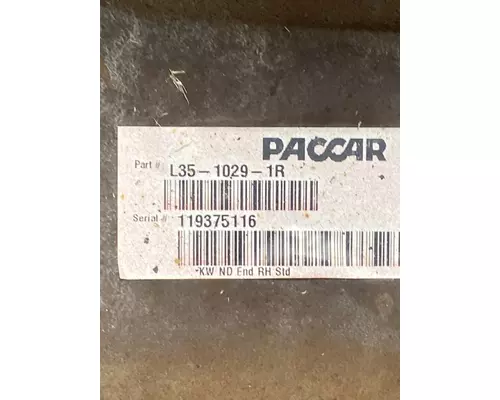 PACCAR
Part # L35-1029-1R
Serial # 119375116
KW ND End RH Std